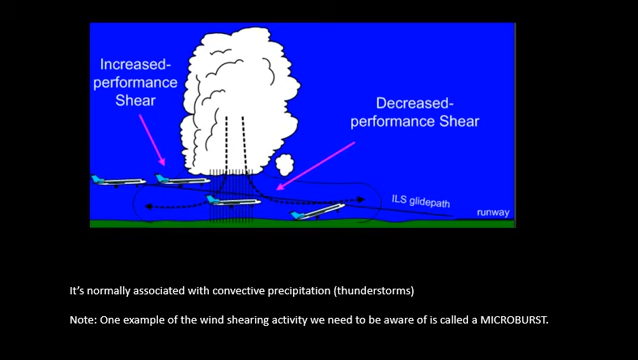 Increased-
performance
Shear
Decreased-
performance Shear
ILS glidepath
runway
It's normally associated with convective precipitation (thunderstorms)
Note: One example of the wind shearing activity we need to be aware of is called a MICROBURST.